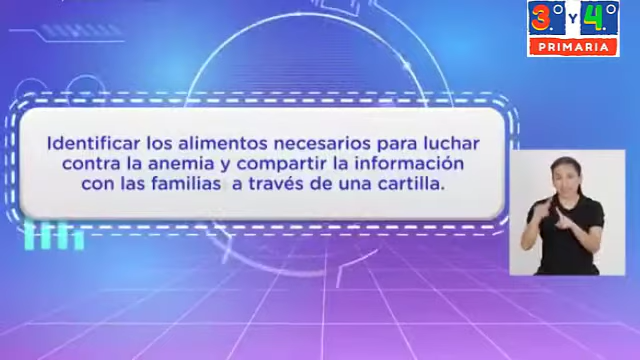 3.° Y 4.°
PRIMARIA
Identificar los alimentos necesarios para luchar
contra la anemia y compartir la información
con las familias a través de una cartilla.